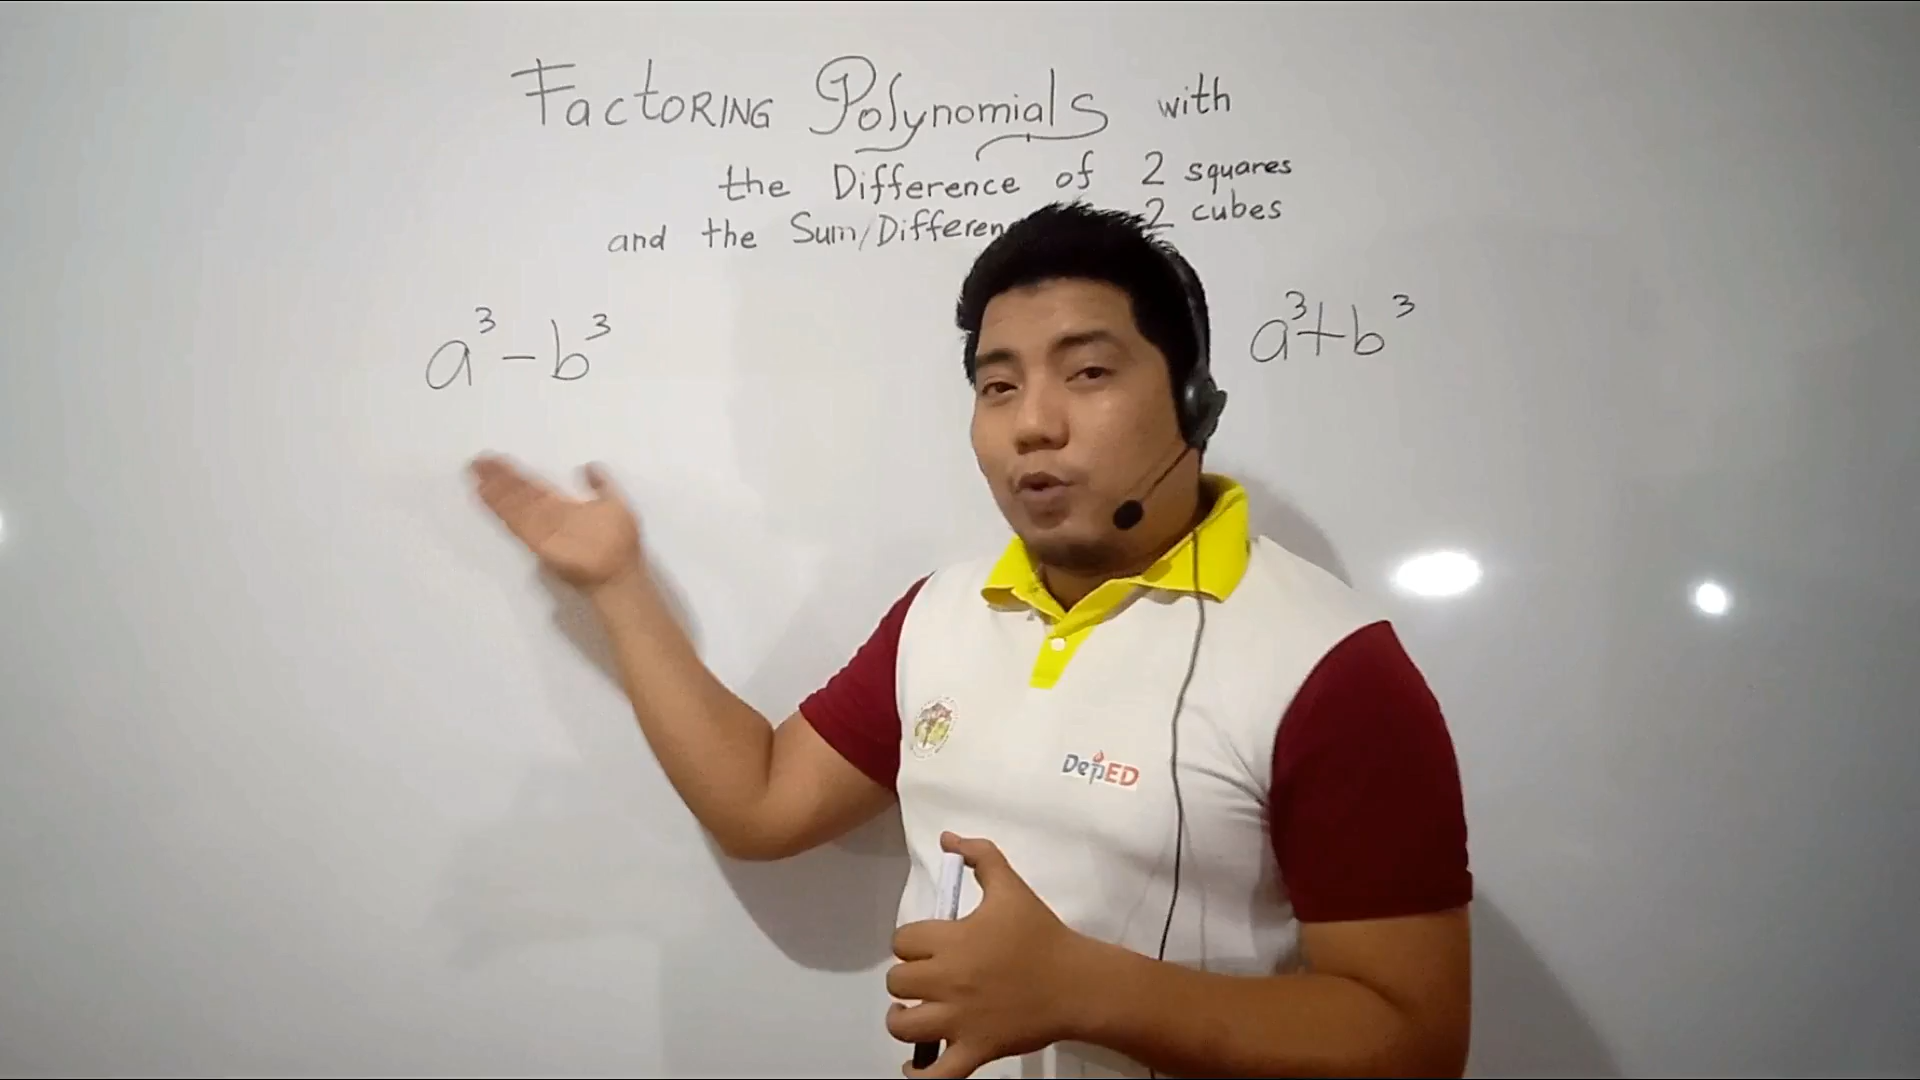 Factoring Polynomials with
the Difference of 2 squares
and the Sum/Differen 2 cubes
a³-b³
a³+b³
DepED